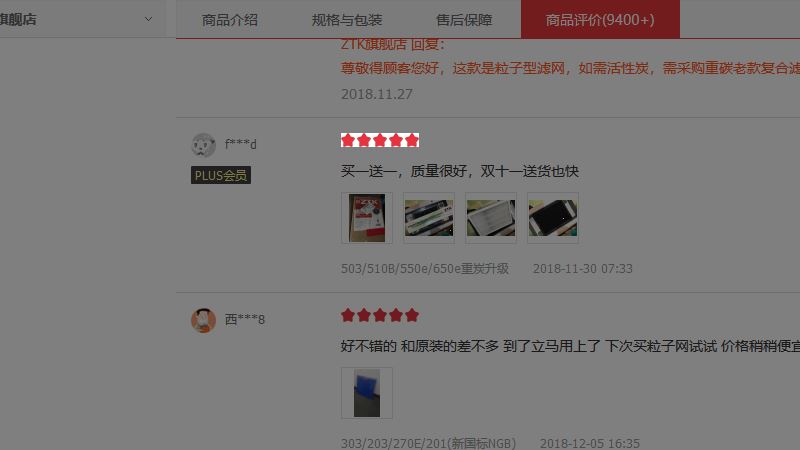 旗舰店
商品介绍 规格与包装 售后保障 商品评价(9400+)
ZTK旗舰店 回复：
尊敬得顾客您好，这款是粒子型滤网，如需活性炭，需采购重碳老款复合滤
2018.11.27
f***d
PLUS会员
买一送一，质量很好，双十一送货也快
ZTK
503/510B/550e/650e重炭升级 2018-11-30 07:33
西***8
好不错的 和原装的差不多 到了立马用上了 下次买粒子网试试 价格稍稍便宜
303/203/270E/201(新国标NGB) 2018-12-05 16:35